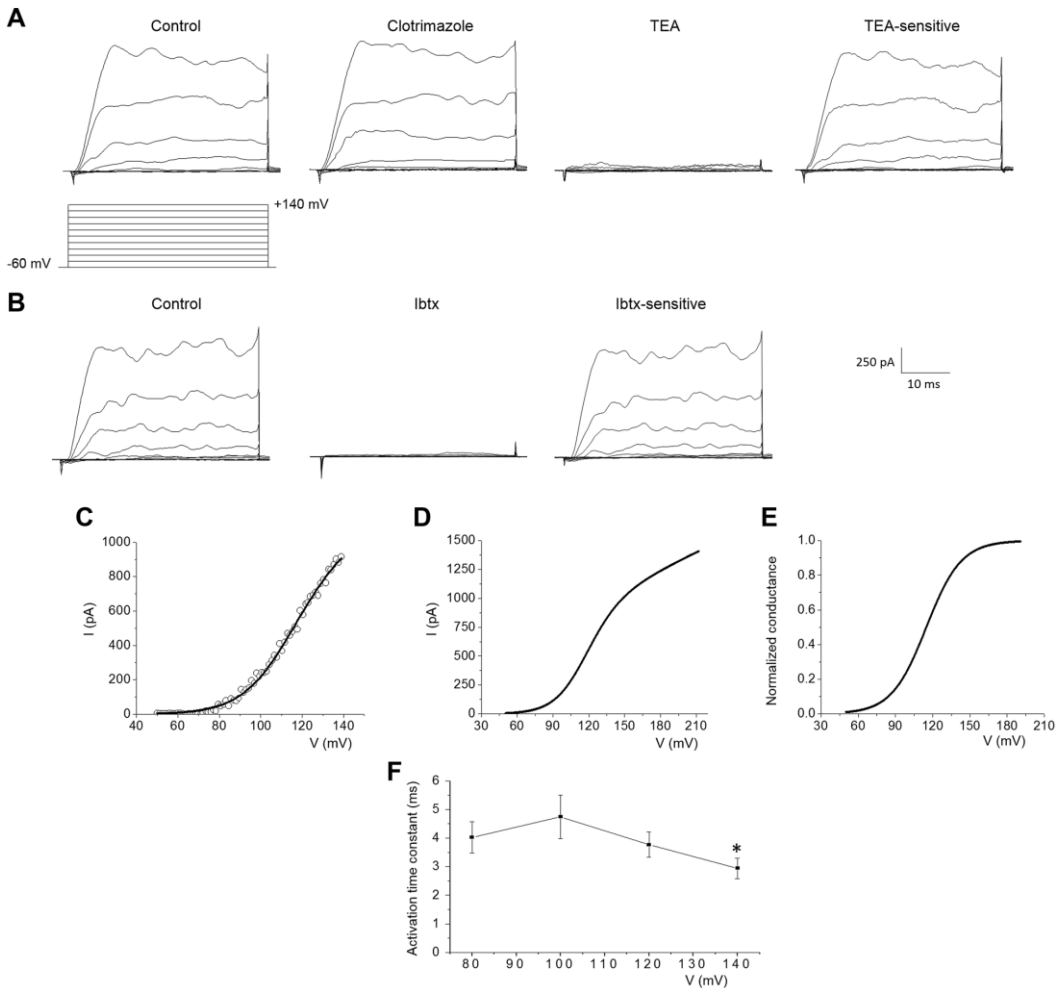 A
Control
Clotrimazole
TEA
TEA-sensitive
+140 mV
-60 mV
B
Control
Ibtx
Ibtx-sensitive
250 pA
10 ms
C
1000
800
600
400
200
0
I (pA)
40 60 80 100 120 140
V (mV)
D
1500
1250
1000
750
500
250
0
I (pA)
30 60 90 120 150 180 210
V (mV)
E
1.0
0.8
0.6
0.4
0.2
0.0
Normalized conductance
30 60 90 120 150 180 210
V (mV)
F
6
5
4
3
2
1
0
Activation time constant (ms)
*
80 90 100 110 120 130 140
V (mV)